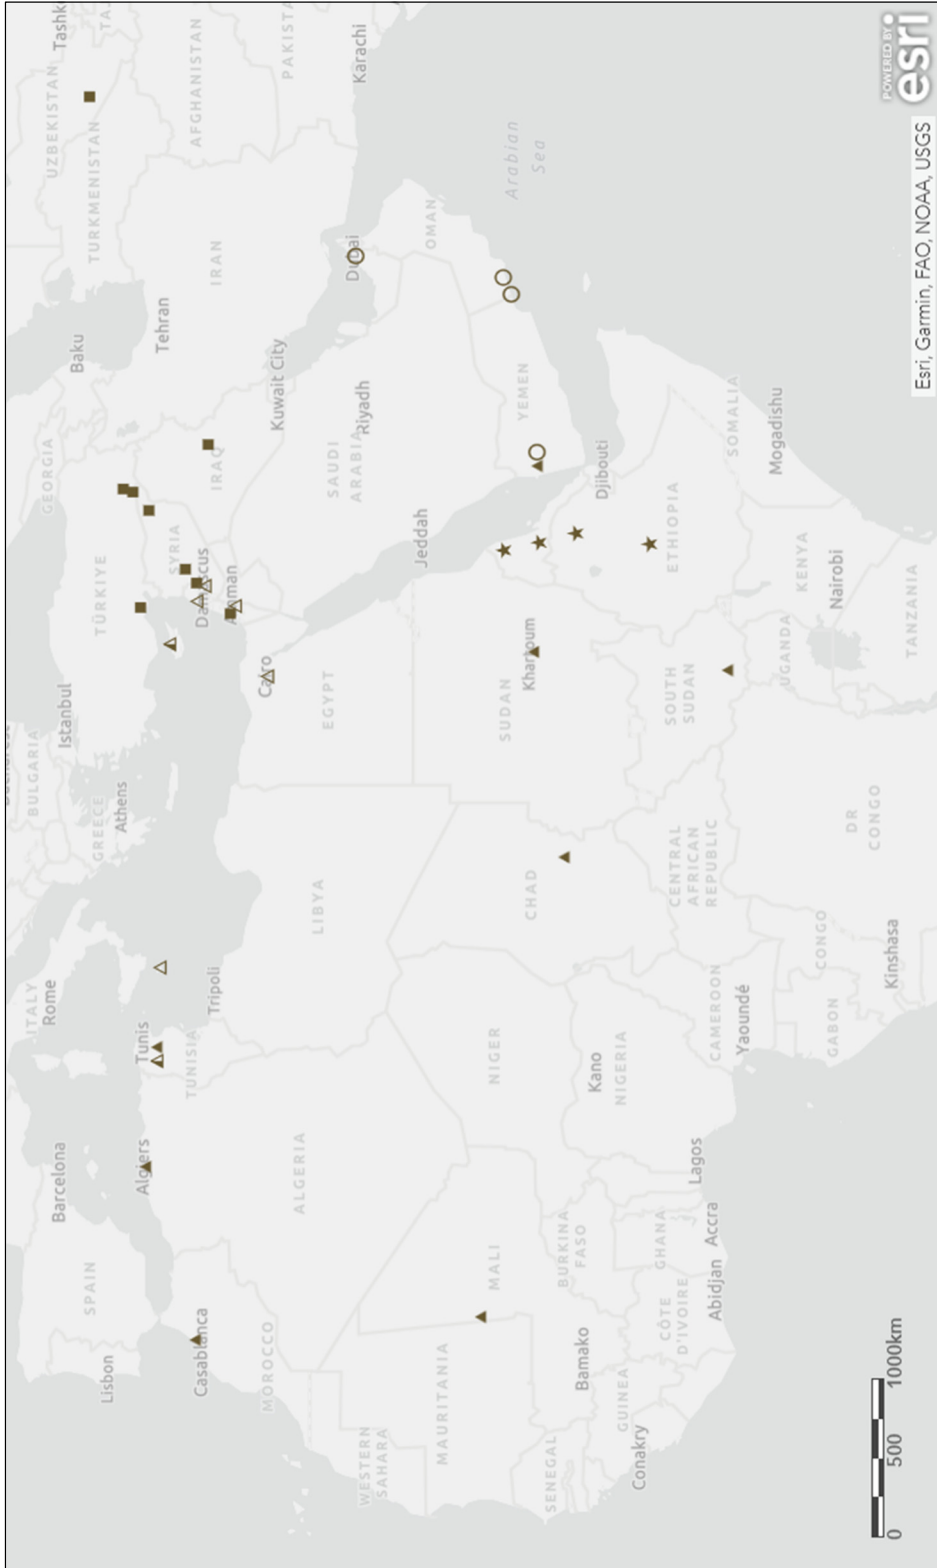 Lisbon
SPAIN
Barcelona
ITALY
Rome
BULGARIA
GREECE
Athens
Istanbul
TÜRKIYE
GEORGIA
Baku
UZBEKISTAN
TURKMENISTAN
Tashk
TAJ
Casablanca
MOROCCO
Algiers
ALGERIA
Tunis
TUNISIA
Tripoli
LIBYA
Cairo
EGYPT
Damascus
Amman
SYRIA
IRAQ
Tehran
IRAN
AFGHANISTAN
PAKISTA
Karachi
Kuwait City
SAUDI
ARABIA
Riyadh
Dubai
OMAN
Jeddah
YEMEN
Arabian
Sea
WESTERN
SAHARA
MAURITANIA
MALI
NIGER
CHAD
SUDAN
Khartoum
Djibouti
ETHIOPIA
SOMALIA
Mogadishu
SENEGAL
GUINEA
Conakry
Bamako
BURKINA
FASO
CÔTE
D'IVOIRE
Abidjan
GHANA
Accra
Lagos
Kano
NIGERIA
CAMEROON
Yaoundé
CENTRAL
AFRICAN
REPUBLIC
SOUTH
SUDAN
UGANDA
KENYA
Nairobi
TANZANIA
GABON
CONGO
Kinshasa
DR
CONGO
0 500 1000km
Esri, Garmin, FAO, NOAA, USGS
POWERED BY
esri